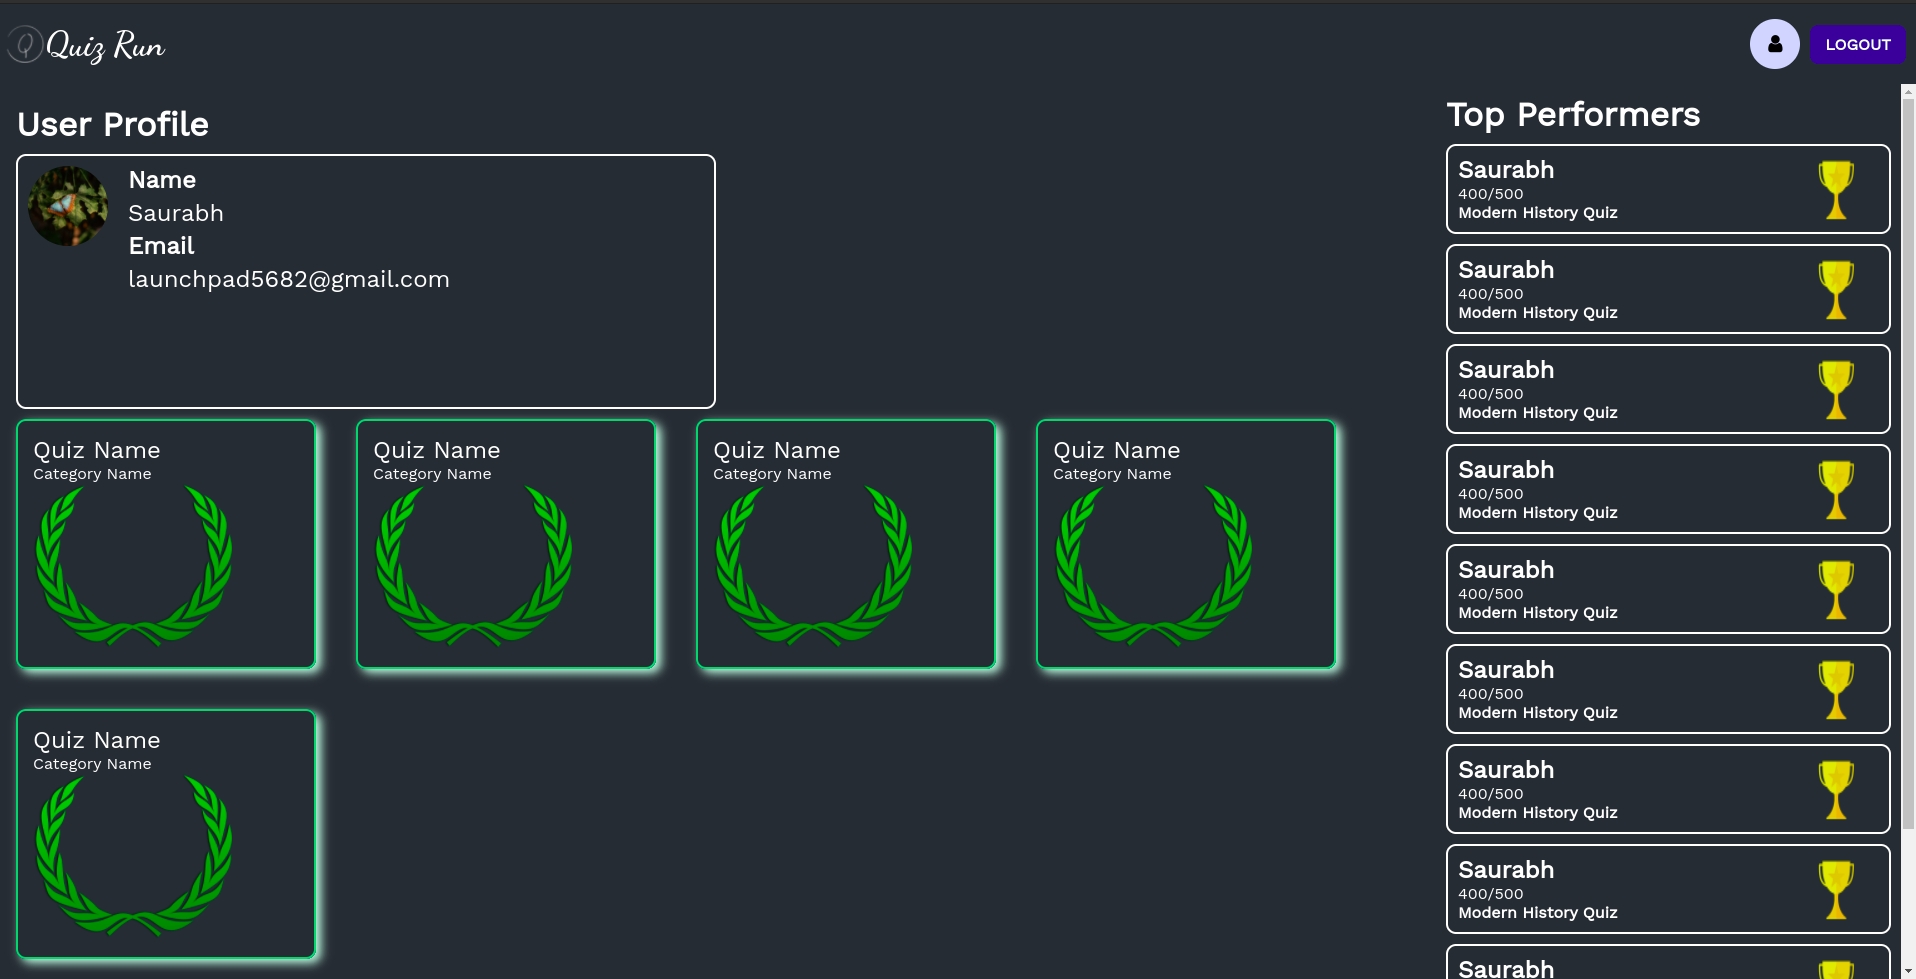 Quiz Run
LOGOUT
User Profile
Name
Saurabh
Email
launchpad5682@gmail.com
Quiz Name
Category Name
Quiz Name
Category Name
Quiz Name
Category Name
Quiz Name
Category Name
Quiz Name
Category Name
Top Performers
Saurabh
400/500
Modern History Quiz
Saurabh
400/500
Modern History Quiz
Saurabh
400/500
Modern History Quiz
Saurabh
400/500
Modern History Quiz
Saurabh
400/500
Modern History Quiz
Saurabh
400/500
Modern History Quiz
Saurabh
400/500
Modern History Quiz
Saurabh
400/500
Modern History Quiz
Saurabh